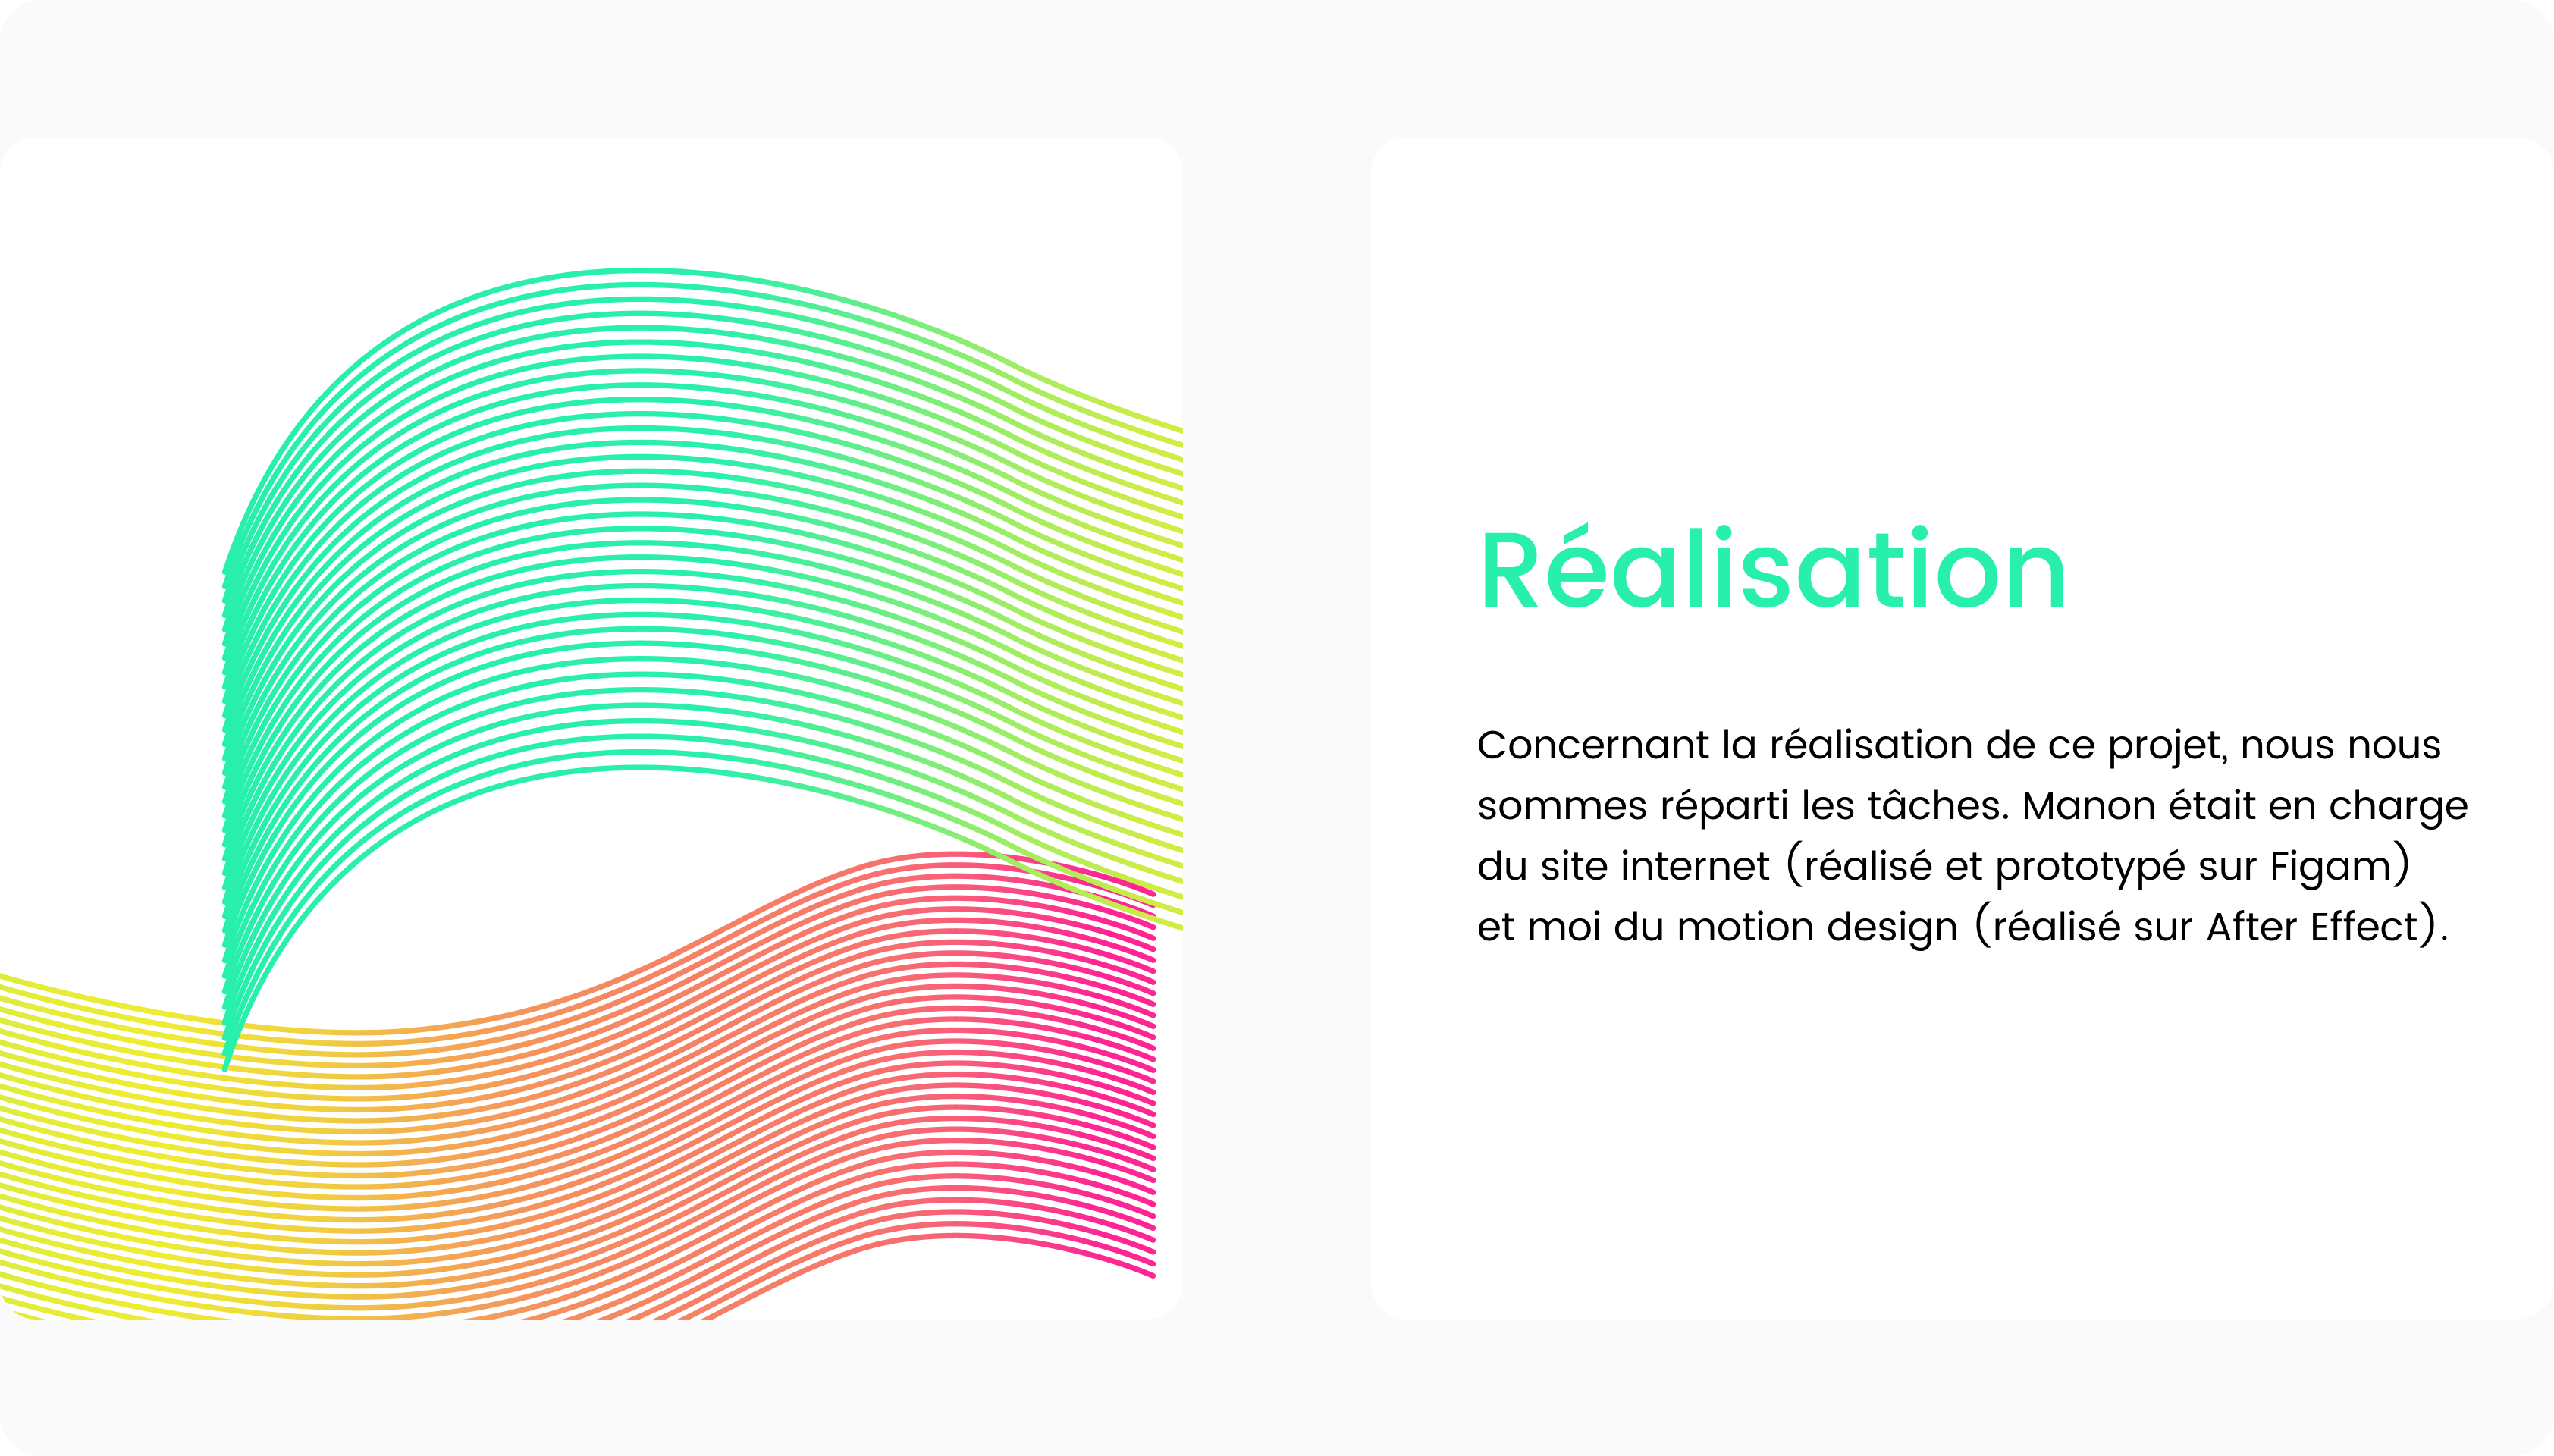 Réalisation
Concernant la réalisation de ce projet, nous nous
sommes réparti les tâches. Manon était en charge
du site internet (réalisé et prototypé sur Figam)
et moi du motion design (réalisé sur After Effect).